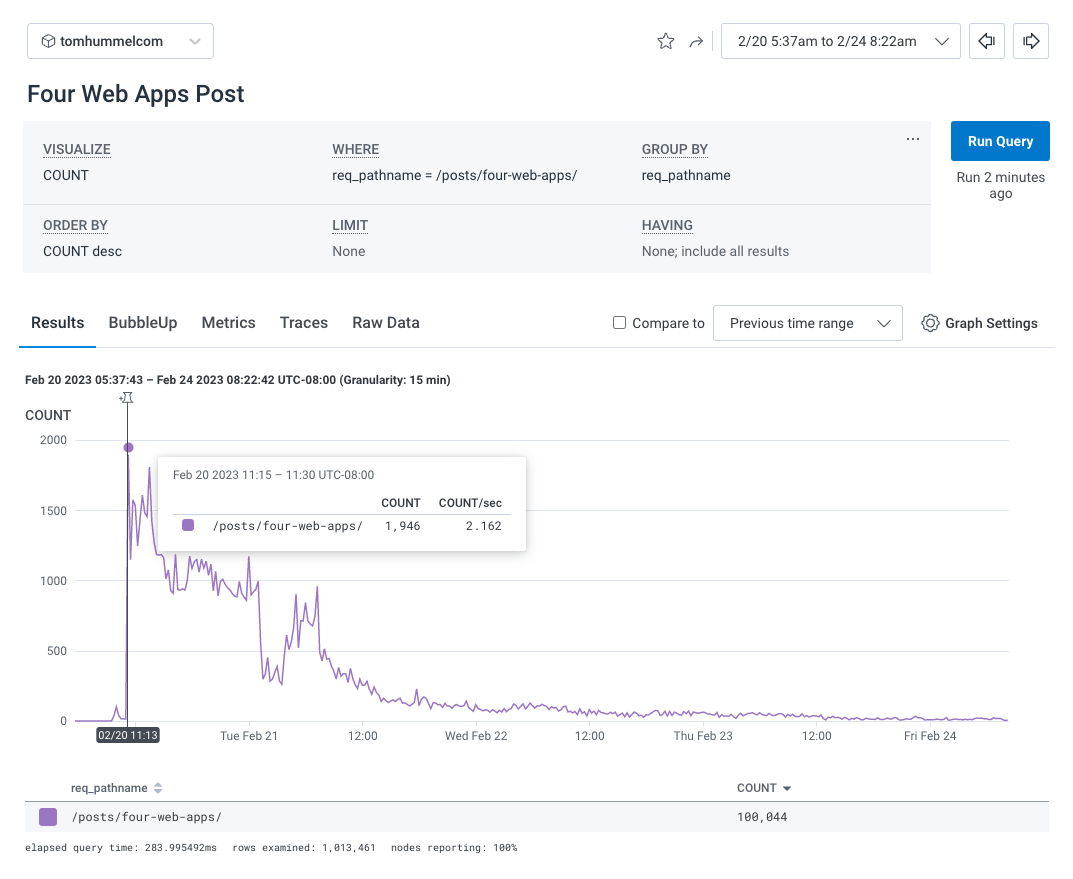 tomhummelcom
2/20 5:37am to 2/24 8:22am
Four Web Apps Post
VISUALIZE WHERE GROUP BY
COUNT req_pathname = /posts/four-web-apps/ req_pathname
ORDER BY LIMIT HAVING
COUNT desc None None; include all results
Run Query
Run 2 minutes
ago
Results BubbleUp Metrics Traces Raw Data Compare to Previous time range Graph Settings
Feb 20 2023 05:37:43 – Feb 24 2023 08:22:42 UTC-08:00 (Granularity: 15 min)
COUNT
2000
1500
1000
500
0
Feb 20 2023 11:15 – 11:30 UTC-08:00
COUNT COUNT/sec
/posts/four-web-apps/ 1,946 2.162
02/20 11:13 Tue Feb 21 12:00 Wed Feb 22 12:00 Thu Feb 23 12:00 Fri Feb 24
req_pathname COUNT
/posts/four-web-apps/ 100,044
elapsed query time: 283.995492ms rows examined: 1,013,461 nodes reporting: 100%